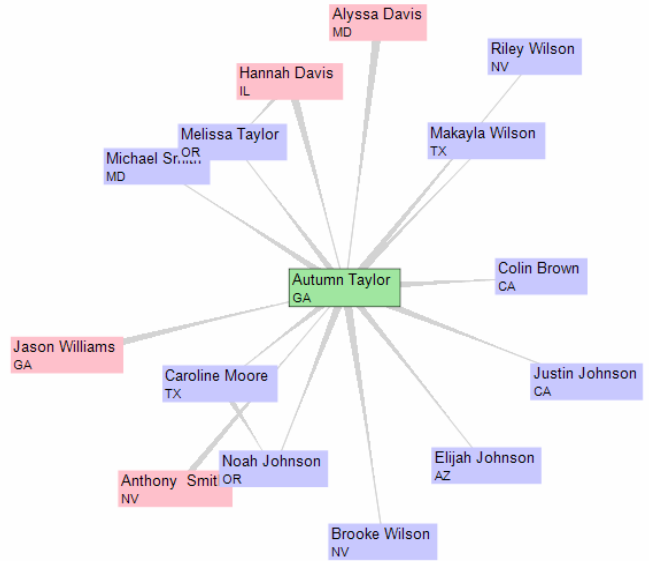 Alyssa Davis
MD
Riley Wilson
NV
Hannah Davis
IL
Melissa Taylor
OR
Makayla Wilson
TX
Michael
MD
Autumn Taylor
GA
Colin Brown
CA
Jason Williams
GA
Caroline Moore
TX
Justin Johnson
CA
Noah Johnson
OR
Elijah Johnson
AZ
Anthony
NV
Brooke Wilson
NV